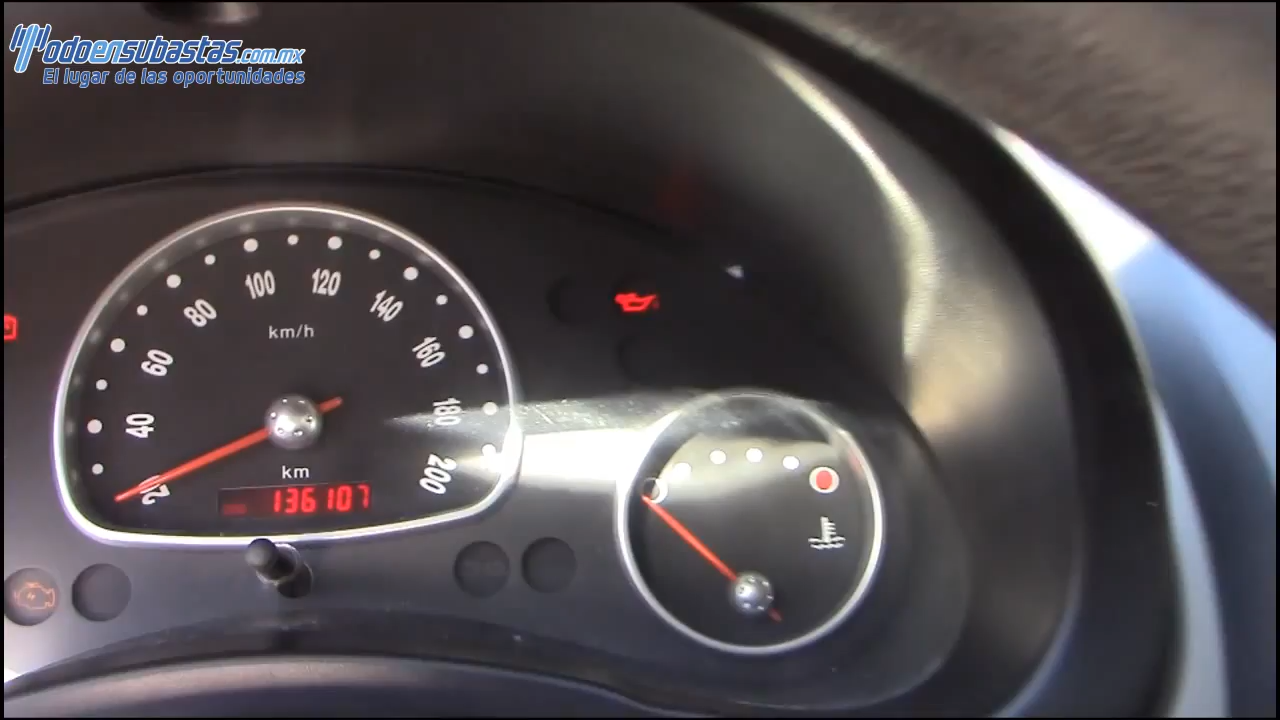 Todoensubastas.com.mx
El lugar de las oportunidades
20
40
60
80
100
120
140
160
180
200
km/h
km
136107